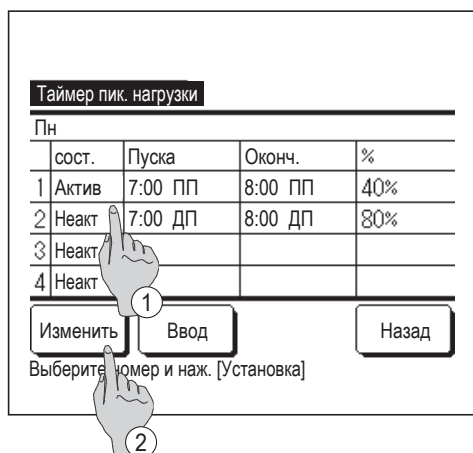 Таймер пик. нагрузки
Пн
сост. Пуска Оконч. %
1 Актив 7:00 ПП 8:00 ПП 40%
2 Неакт 7:00 ДП 8:00 ДП 80%
3 Неакт
4 Неакт
1
Изменить Ввод Назад
Выберите номер и наж. [Установка]
2